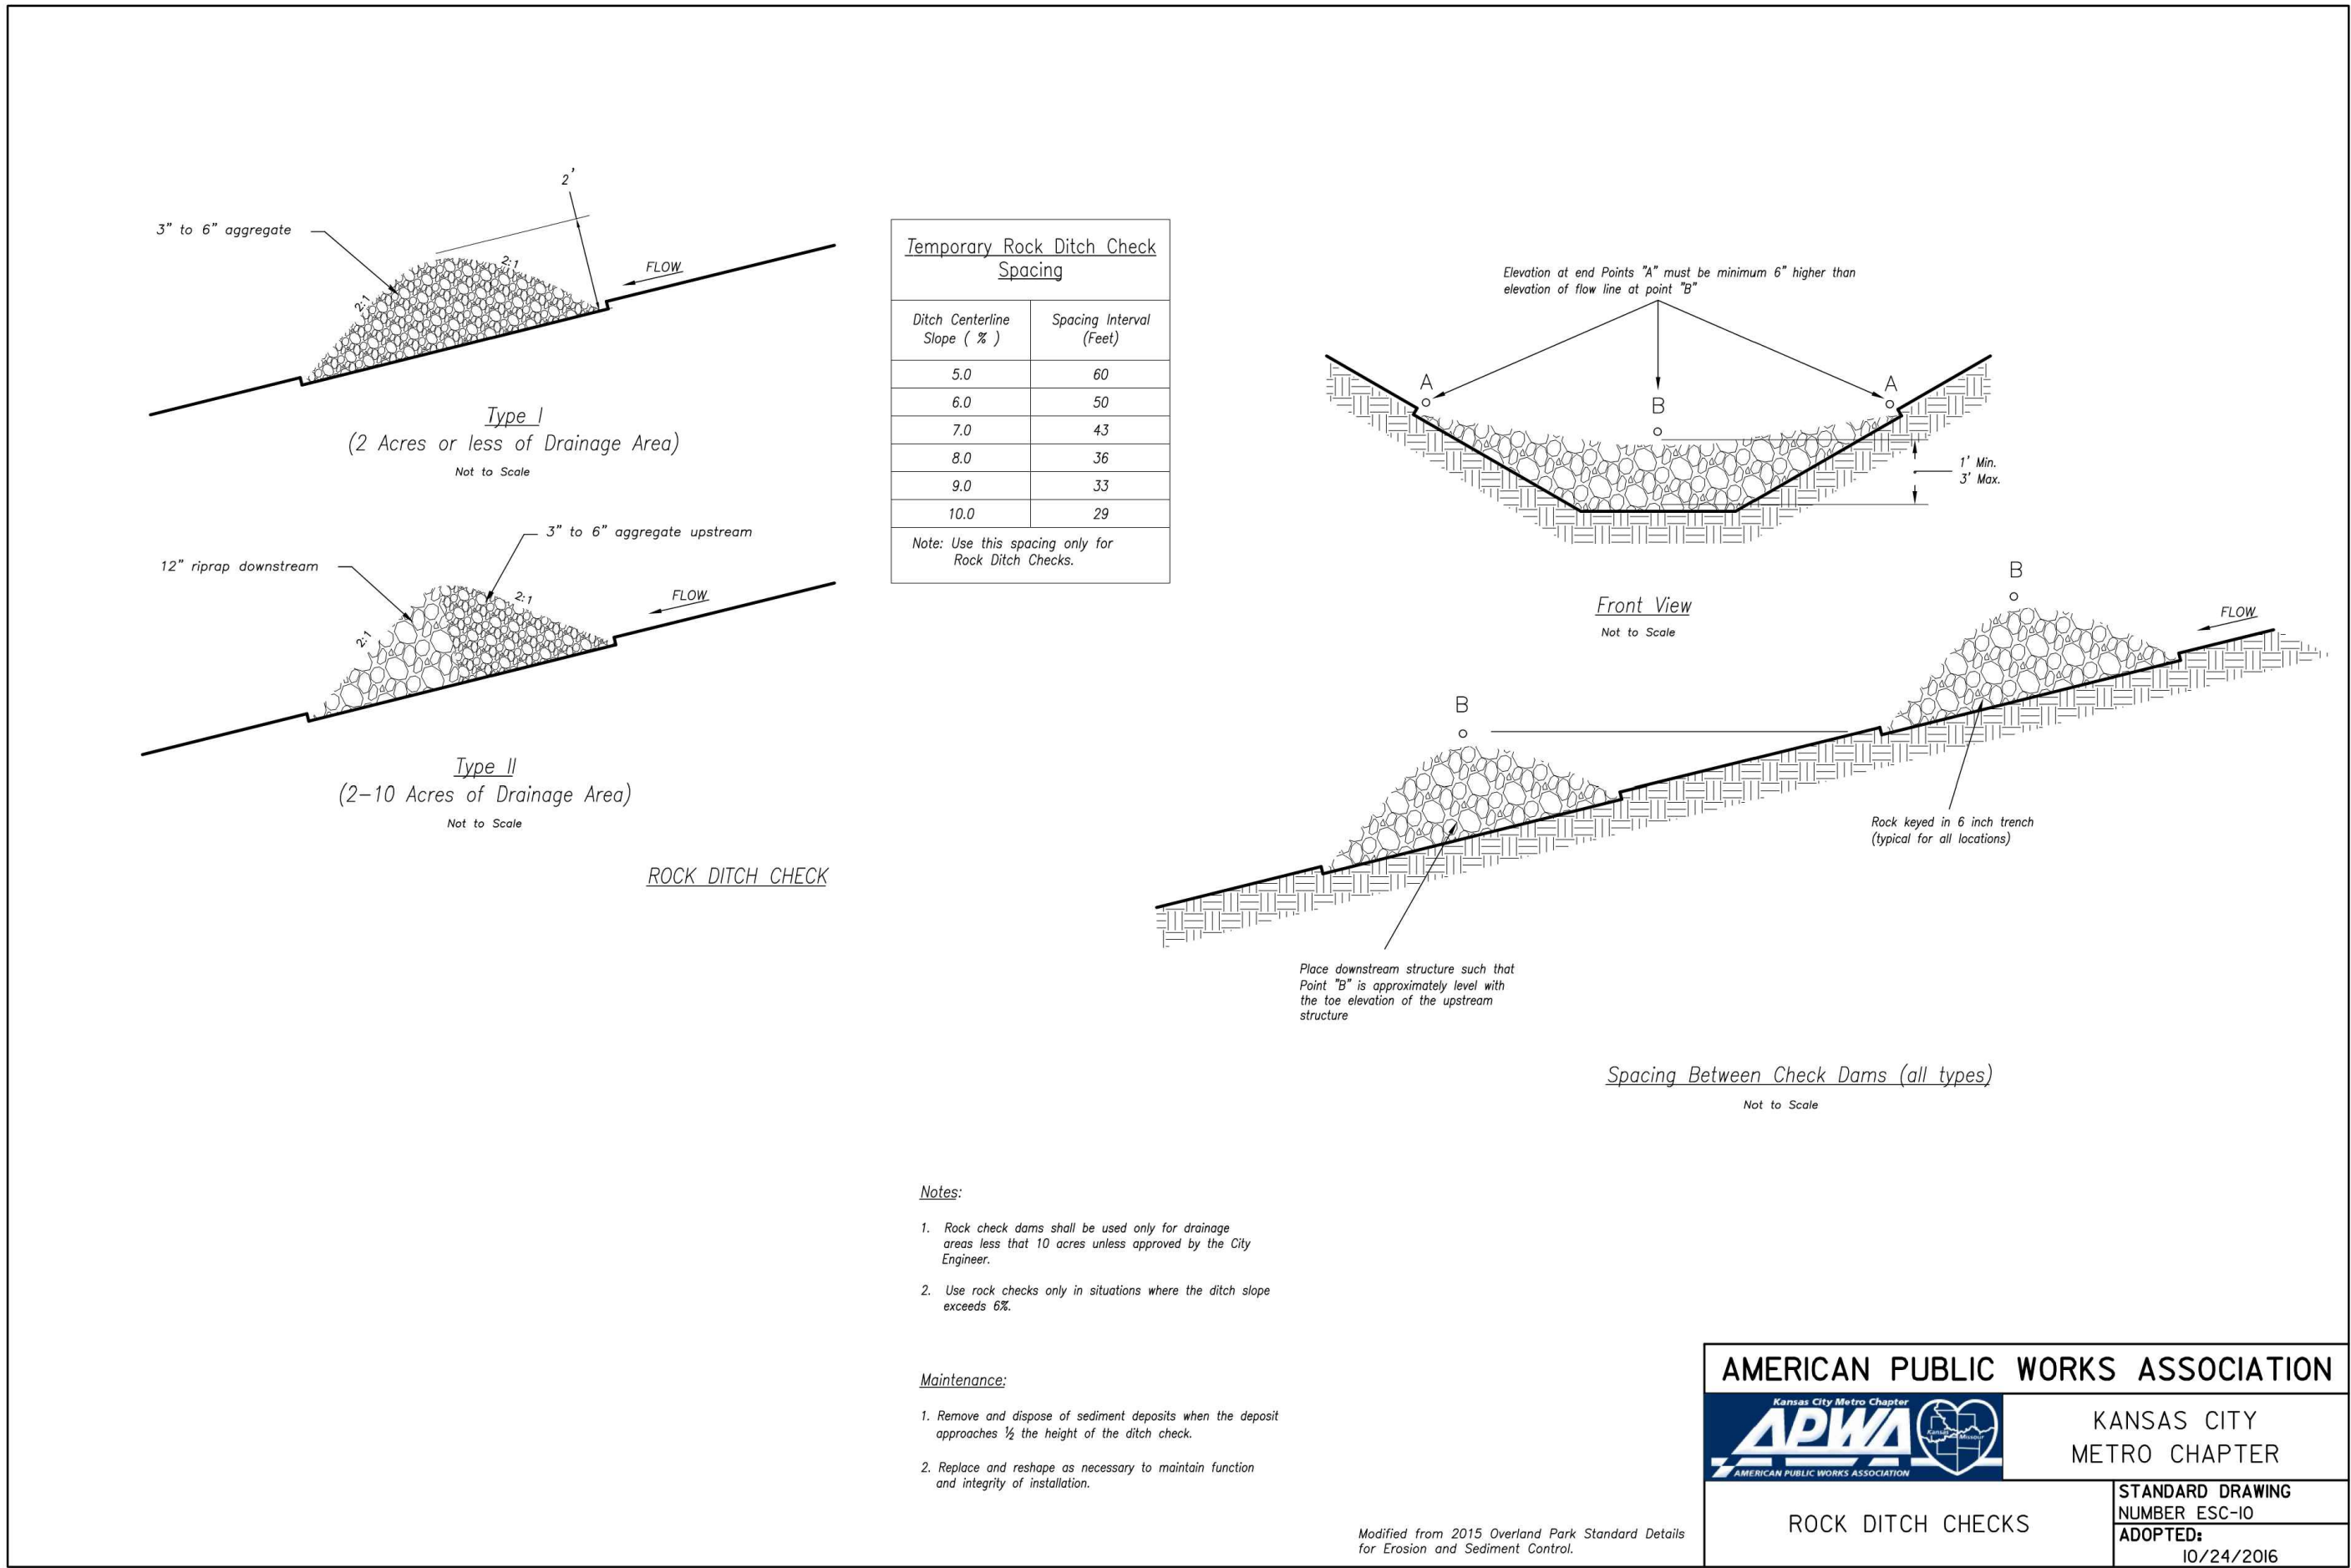 2'
3" to 6" aggregate
2:1
2:1
FLOW
Type I
(2 Acres or less of Drainage Area)
Not to Scale
3" to 6" aggregate upstream
12" riprap downstream
2:1
2:1
FLOW
Type II
(2-10 Acres of Drainage Area)
Not to Scale
ROCK DITCH CHECK
Temporary Rock Ditch Check
Spacing
Ditch Centerline
Slope ( % )
Spacing Interval
(Feet)
5.0 60
6.0 50
7.0 43
8.0 36
9.0 33
10.0 29
Note: Use this spacing only for
Rock Ditch Checks.
Elevation at end Points "A" must be minimum 6" higher than
elevation of flow line at point "B"
A
A
B
1' Min.
3' Max.
Front View
Not to Scale
B
FLOW
B
Rock keyed in 6 inch trench
(typical for all locations)
Place downstream structure such that
Point "B" is approximately level with
the toe elevation of the upstream
structure
Spacing Between Check Dams (all types)
Not to Scale
Notes:
1. Rock check dams shall be used only for drainage
areas less that 10 acres unless approved by the City
Engineer.
2. Use rock checks only in situations where the ditch slope
exceeds 6%.
Maintenance:
1. Remove and dispose of sediment deposits when the deposit
approaches ½ the height of the ditch check.
2. Replace and reshape as necessary to maintain function
and integrity of installation.
Modified from 2015 Overland Park Standard Details
for Erosion and Sediment Control.
AMERICAN PUBLIC WORKS ASSOCIATION
Kansas City Metro Chapter
APWA
Kansas Missouri
AMERICAN PUBLIC WORKS ASSOCIATION
KANSAS CITY
METRO CHAPTER
ROCK DITCH CHECKS
STANDARD DRAWING
NUMBER ESC-10
ADOPTED:
10/24/2016